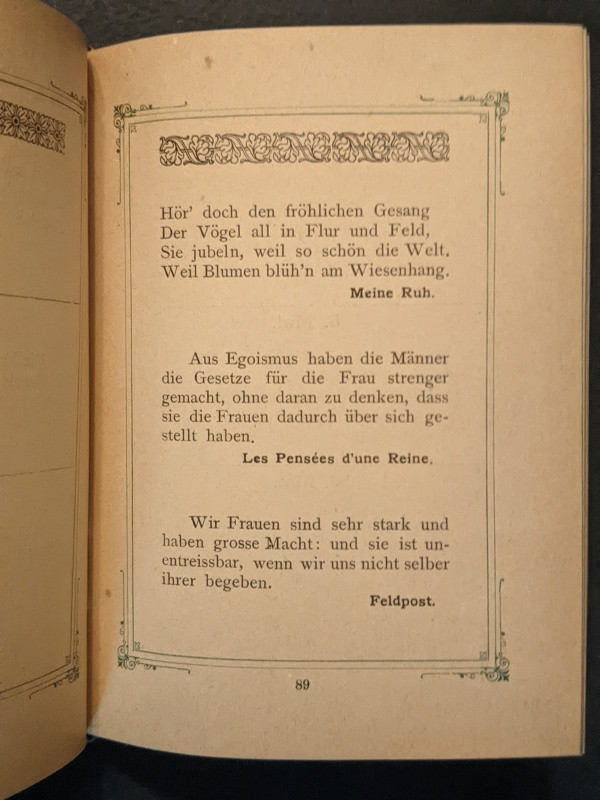 Hör' doch den fröhlichen Gesang
Der Vögel all in Flur und Feld,
Sie jubeln, weil so schön die Welt.
Weil Blumen blüh'n am Wiesenhang.
Meine Ruh.
Aus Egoismus haben die Männer
die Gesetze für die Frau strenger
gemacht, ohne daran zu denken, dass
sie die Frauen dadurch über sich ge-
stellt haben.
Les Pensées d'une Reine.
Wir Frauen sind sehr stark und
haben grosse Macht: und sie ist un-
entreissbar, wenn wir uns nicht selber
ihrer begeben.
Feldpost.
89